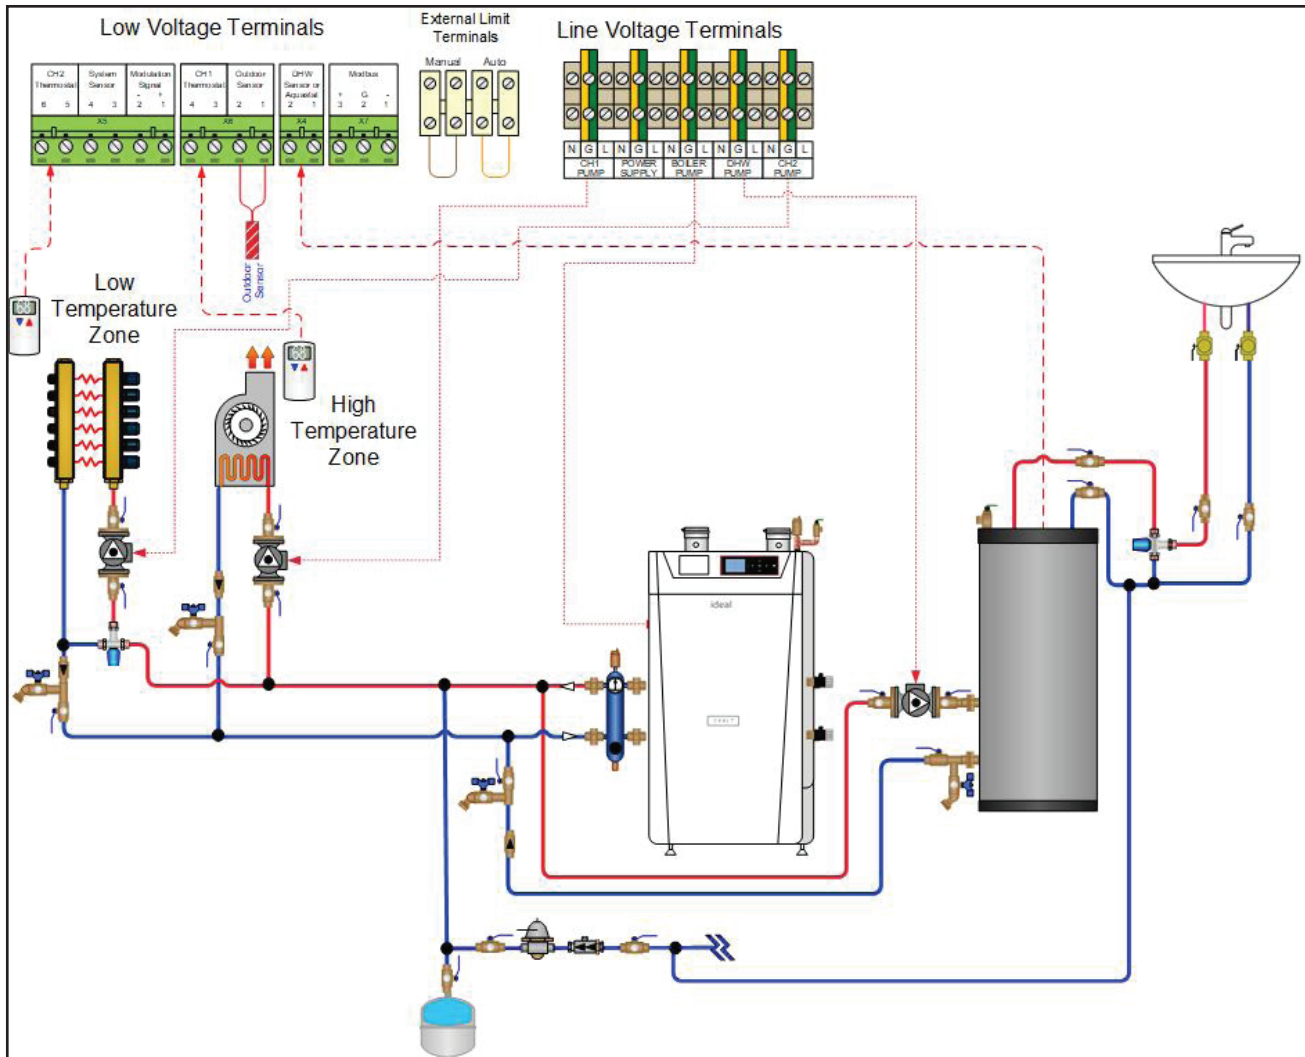 Low Voltage Terminals
External Limit
Terminals
Manual Auto
Line Voltage Terminals
CH2
Thermostat
6 5
System
Sensor
4 3
Modulation
Signal
- +
2 1
CH1
Thermostat
4 3
Outdoor
Sensor
2 1
DHW
Sensor or
Aquastat
2 1
Modbus
+ G -
3 2 1
X5
X6
X4
X7
N G L N G L N G L N G L N G L
CH1
PUMP
POWER
SUPPLY
BOILER
PUMP
DHW
PUMP
CH2
PUMP
Outdoor
Sensor
Low
Temperature
Zone
68
68
High
Temperature
Zone
ideal